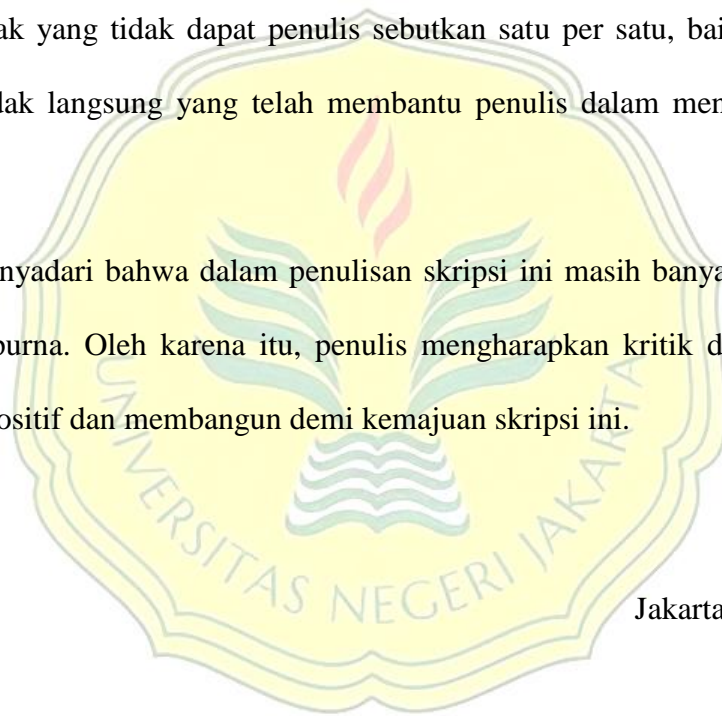 ak yang tidak dapat penulis sebutkan satu per satu, bai
dak langsung yang telah membantu penulis dalam men
nyadari bahwa dalam penulisan skripsi ini masih banya
purna. Oleh karena itu, penulis mengharapkan kritik d
ositif dan membangun demi kemajuan skripsi ini.
UNIVERSITAS NEGERI JAKARTA
Jakarta